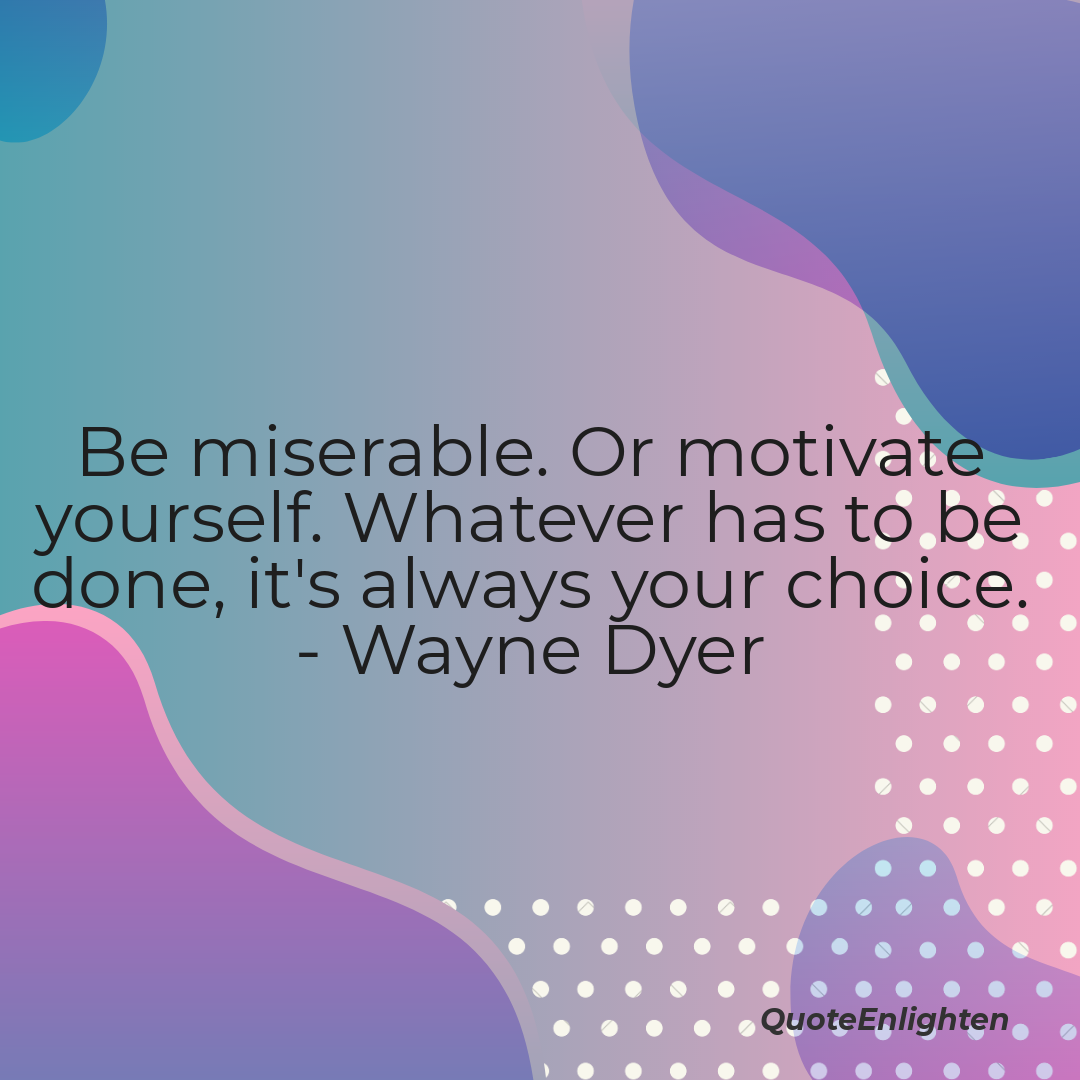 Be miserable. Or motivate
yourself. Whatever has to be
done, it's always your choice.
- Wayne Dyer
QuoteEnlighten